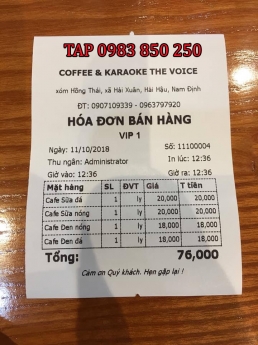 TAP 0983 850 250
COFFEE & KARAOKE THE VOICE
xóm Hồng Thái, xã Hải Xuân, Hải Hậu, Nam Định
ĐT: 0907109339 - 0963797920
HÓA ĐƠN BÁN HÀNG
VIP 1
Ngày: 11/10/2018 Số: 11100004
Thu ngân: Administrator In lúc: 12:36
Giờ vào: 12:36 Giờ ra: 12:36
Mặt hàng SL ĐVT Giá T tiền
Cafe Sữa đá 1 ly 20,000 20,000
Cafe Sữa nóng 1 ly 20,000 20,000
Cafe Đen nóng 1 ly 18,000 18,000
Cafe Đen đá 1 ly 18,000 18,000
Tổng: 76,000
Cảm ơn Quý khách. Hẹn gặp lại !